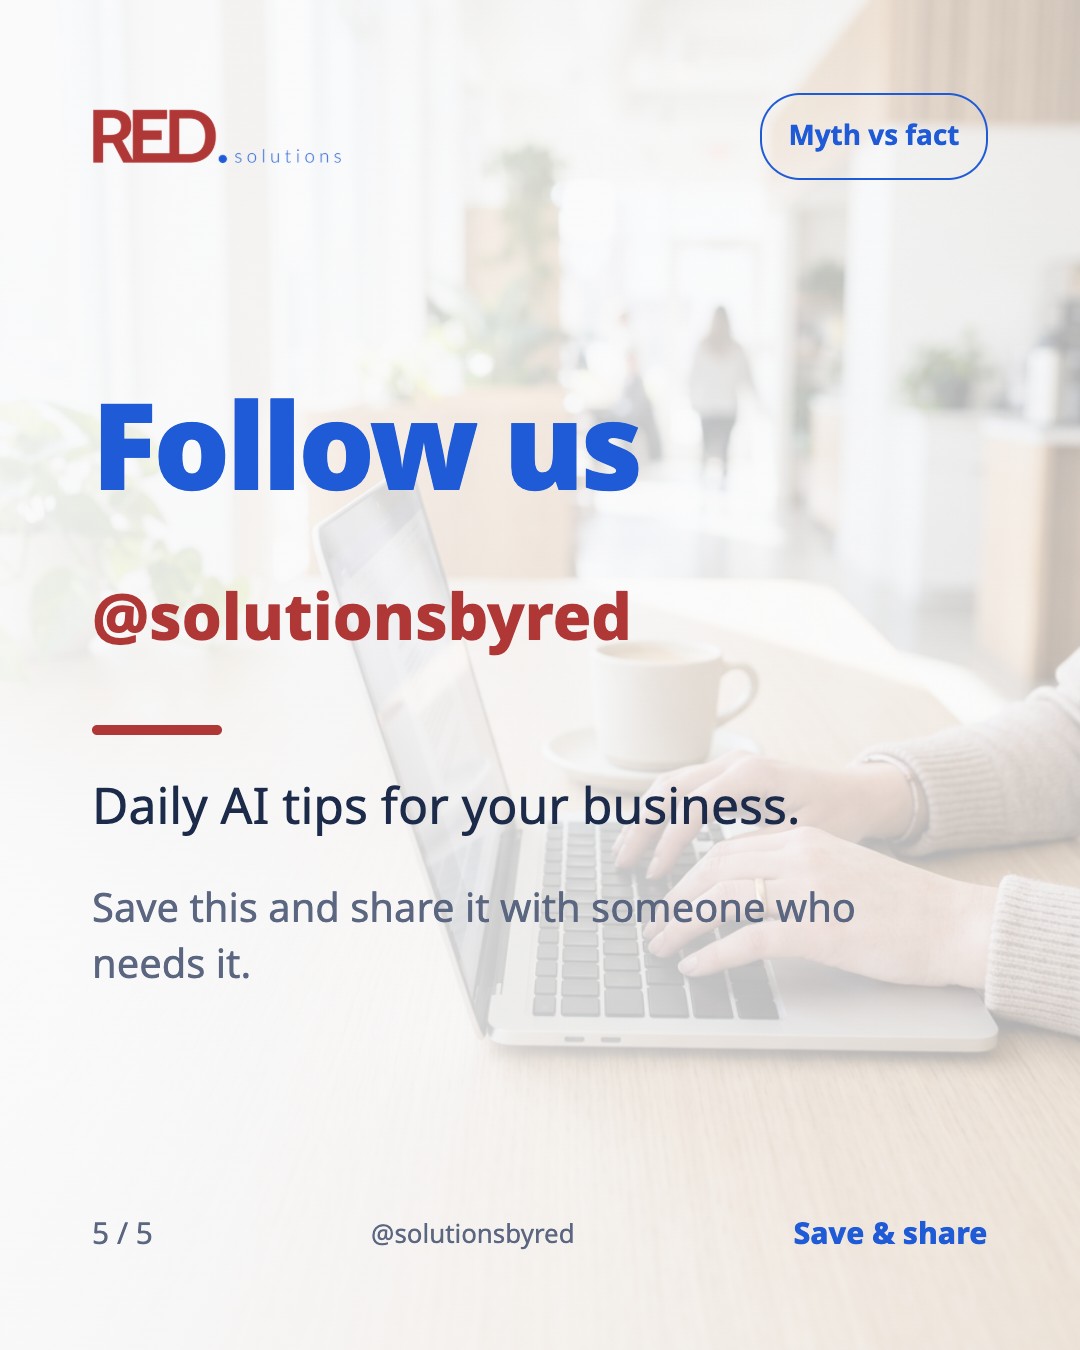 RED.solutions
Myth vs fact
Follow us
@solutionsbyred
Daily AI tips for your business.
Save this and share it with someone who
needs it.
5 / 5
@solutionsbyred
Save & share